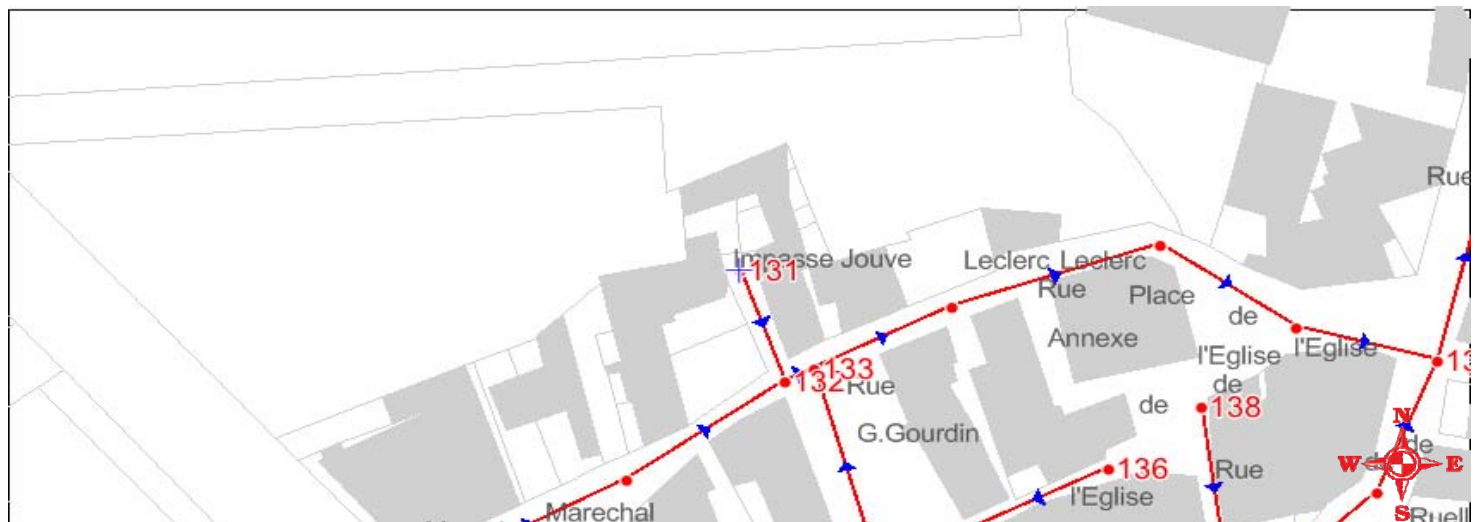 Rue
Impasse Jouve
131
Leclerc Leclerc
Rue
Place
de
Annexe
l'Eglise
l'Eglise
133
132
Rue
de
de
138
G.Gourdin
N
de
W
E
136
Rue
l'Eglise
Marechal
S